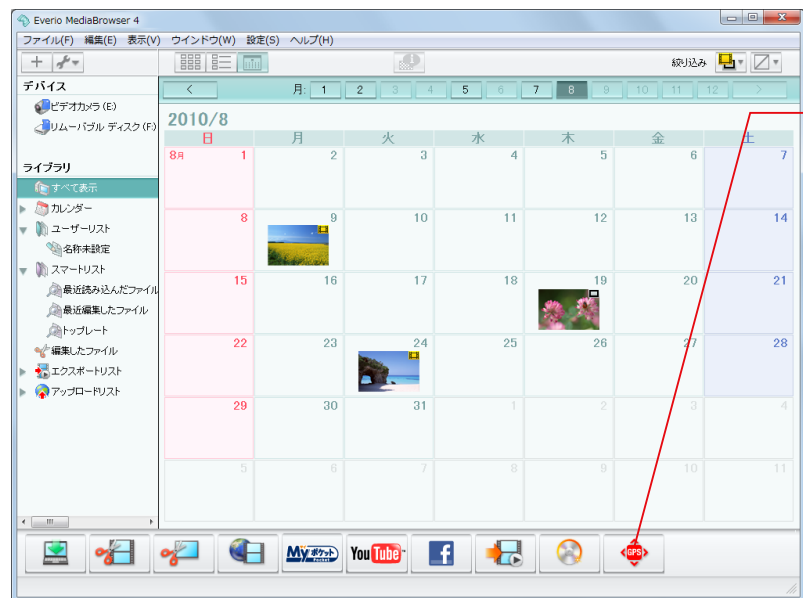 Everio MediaBrowser 4
ファイル(F) 編集(E) 表示(V) ウインドウ(W) 設定(S) ヘルプ(H)
絞り込み
デバイス
ビデオカメラ (E:)
リムーバブル ディスク (F:)
ライブラリ
すべて表示
カレンダー
ユーザーリスト
名称未設定
スマートリスト
最近読み込んだファイル
最近編集したファイル
トップレート
編集したファイル
エクスポートリスト
アップロードリスト
< 月: 1 2 3 4 5 6 7 8 9 10 11 12 >
2010/8
日 月 火 水 木 金 土
8月 1 2 3 4 5 6 7
8 9 10 11 12 13 14
15 16 17 18 19 20 21
22 23 24 25 26 27 28
29 30 31 1 2 3 4
5 6 7 8 9 10 11
Myポケット Pocket You Tube f GPS